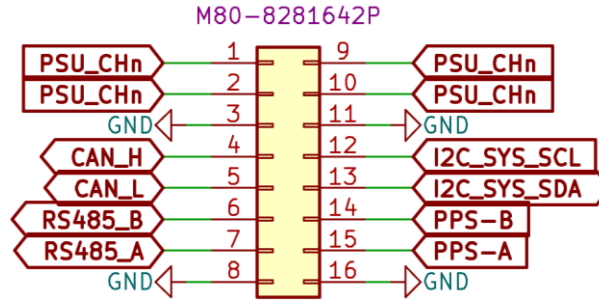 M80-8281642P
PSU_CHn 1 9 PSU_CHn
PSU_CHn 2 10 PSU_CHn
GND 3 11 GND
CAN_H 4 12 I2C_SYS_SCL
CAN_L 5 13 I2C_SYS_SDA
RS485_B 6 14 PPS-B
RS485_A 7 15 PPS-A
GND 8 16 GND